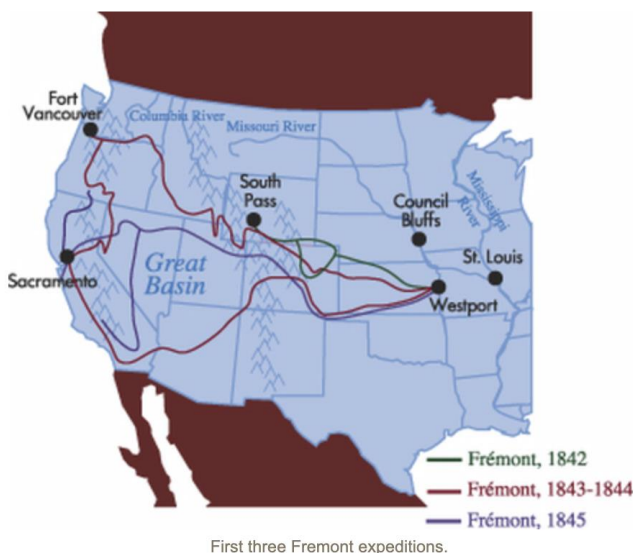 Fort
Vancouver
Columbia River
Missouri River
South
Pass
Council
Bluffs
Mississippi
River
St. Louis
Sacramento
Great
Basin
Westport
Frémont, 1842
Frémont, 1843-1844
Frémont, 1845
First three Fremont expeditions.